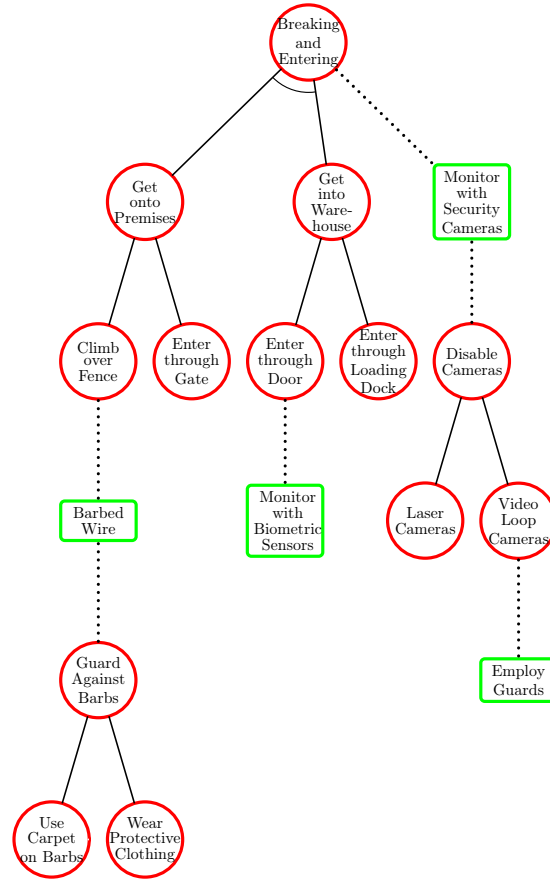 Breaking
and
Entering
Get
onto
Premises
Get
into
Ware-
house
Monitor
with
Security
Cameras
Climb
over
Fence
Enter
through
Gate
Enter
through
Door
Enter
through
Loading
Dock
Disable
Cameras
Barbed
Wire
Monitor
with
Biometric
Sensors
Laser
Cameras
Video
Loop
Cameras
Guard
Against
Barbs
Employ
Guards
Use
Carpet
on Barbs
Wear
Protective
Clothing